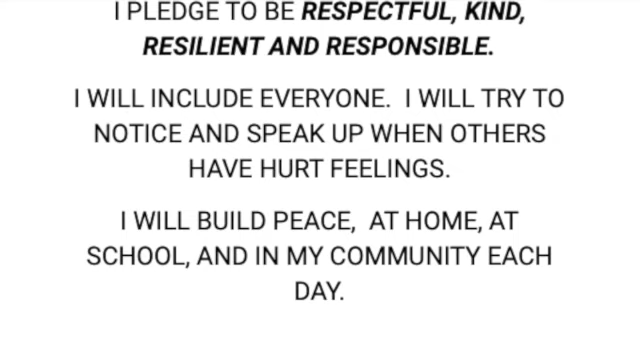 I PLEDGE TO BE RESPECTFUL, KIND,
RESILIENT AND RESPONSIBLE.
I WILL INCLUDE EVERYONE.  I WILL TRY TO
NOTICE AND SPEAK UP WHEN OTHERS
HAVE HURT FEELINGS.
I WILL BUILD PEACE,  AT HOME, AT
SCHOOL, AND IN MY COMMUNITY EACH
DAY.